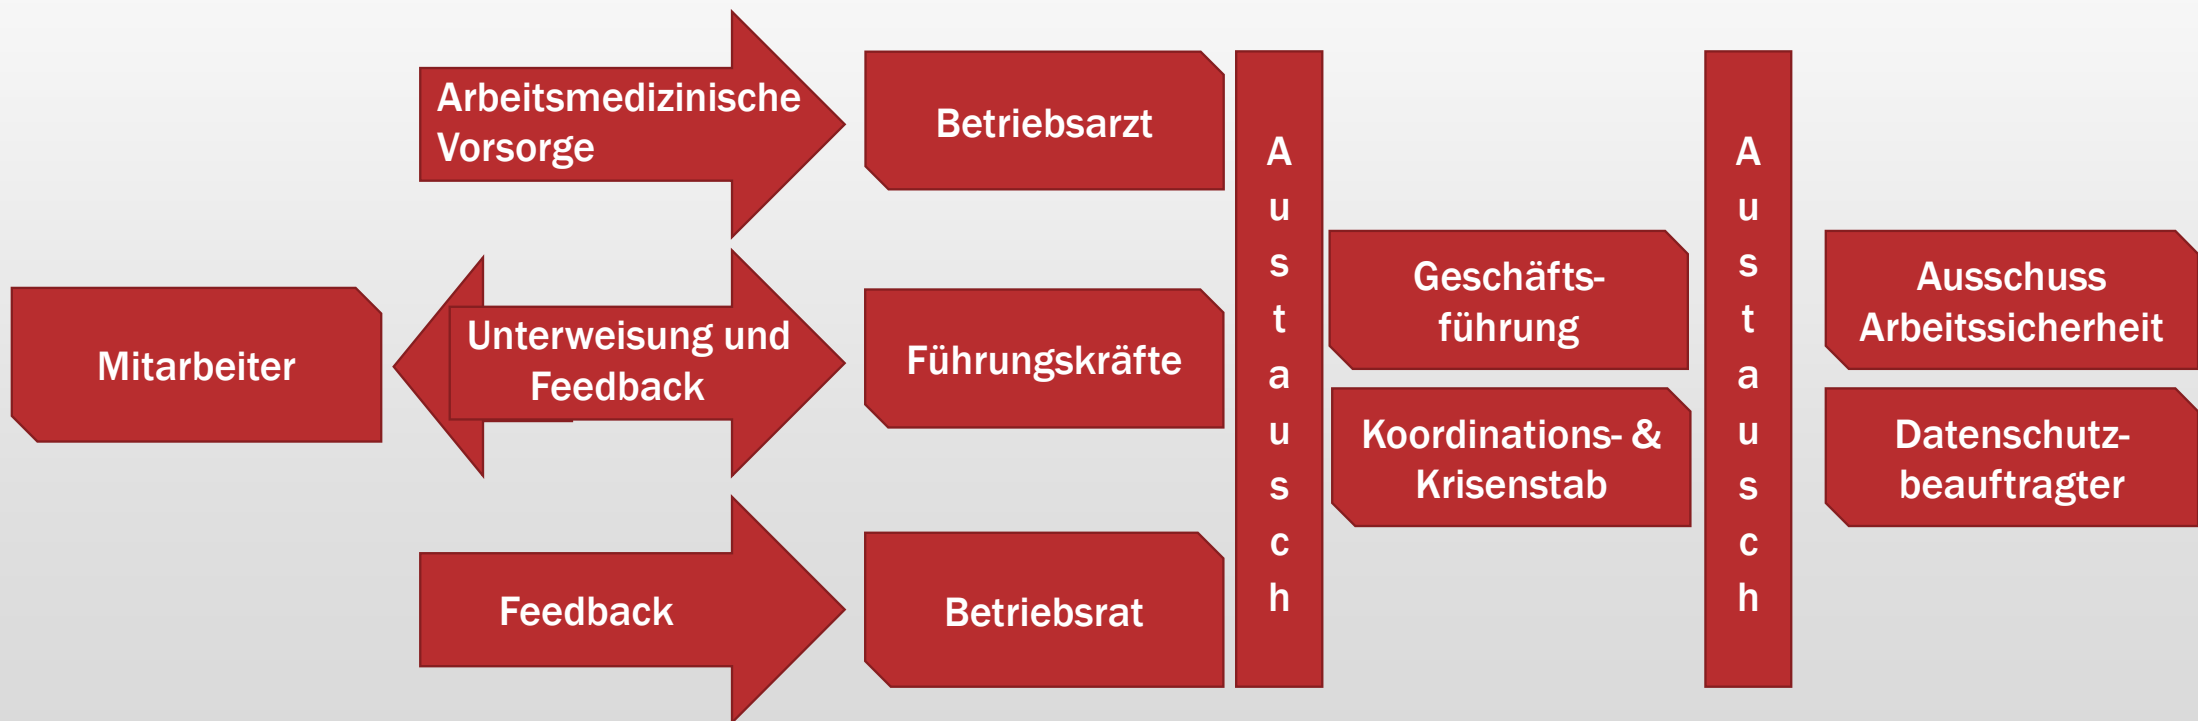 Mitarbeiter
Arbeitsmedizinische
Vorsorge
Unterweisung und
Feedback
Feedback
Betriebsarzt
Führungskräfte
Betriebsrat
A
u
s
t
a
u
s
c
h
Geschäfts-
führung
Koordinations- &
Krisenstab
A
u
s
t
a
u
s
c
h
Ausschuss
Arbeitssicherheit
Datenschutz-
beauftragter